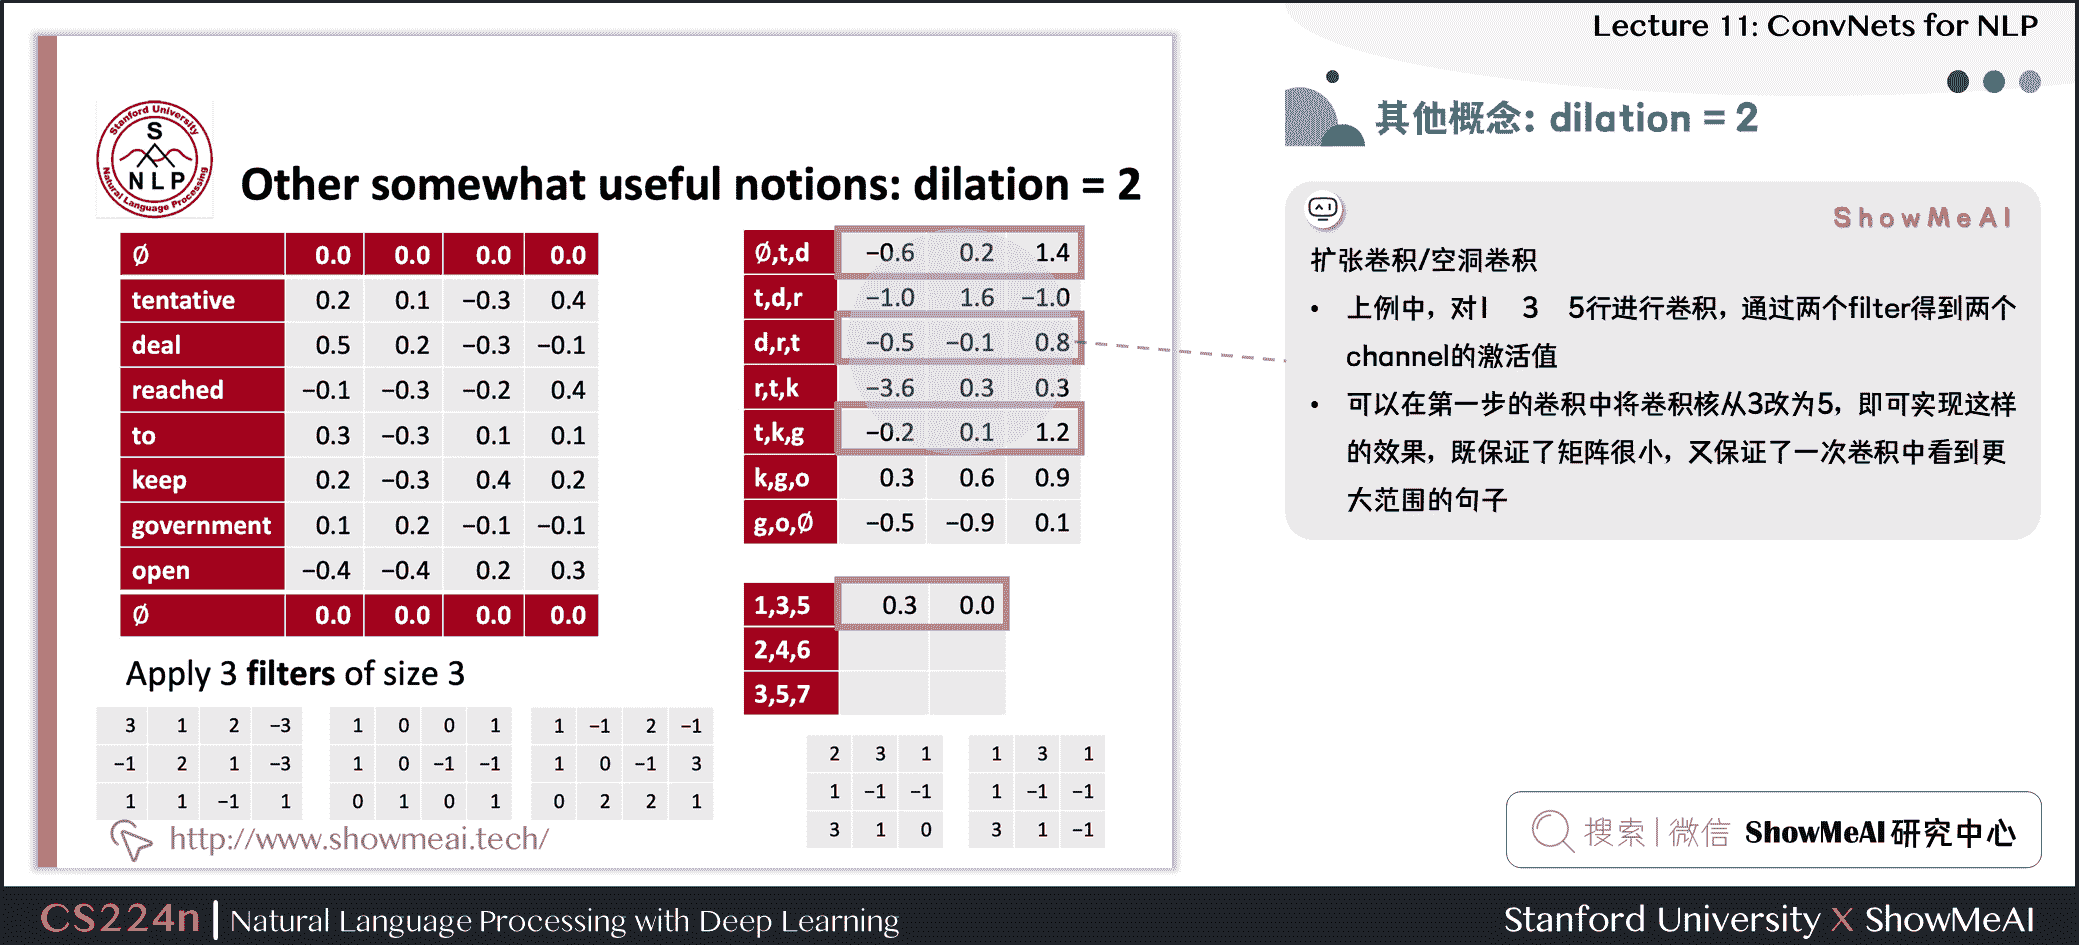 Lecture 11: ConvNets for NLP
Stanford University
S
N L P
Natural Language Processing
Other somewhat useful notions: dilation = 2
Ø 0.0 0.0 0.0 0.0
tentative 0.2 0.1 −0.3 0.4
deal 0.5 0.2 −0.3 −0.1
reached −0.1 −0.3 −0.2 0.4
to 0.3 −0.3 0.1 0.1
keep 0.2 −0.3 0.4 0.2
government 0.1 0.2 −0.1 −0.1
open −0.4 −0.4 0.2 0.3
Ø 0.0 0.0 0.0 0.0
Apply 3 filters of size 3
3 1 2 −3
−1 2 1 −3
1 1 −1 1
1 0 0 1
1 0 −1 −1
0 1 0 1
1 −1 2 −1
1 0 −1 3
0 2 2 1
http://www.showmeai.tech/
Ø,t,d −0.6 0.2 1.4
t,d,r −1.0 1.6 −1.0
d,r,t −0.5 −0.1 0.8
r,t,k −3.6 0.3 0.3
t,k,g −0.2 0.1 1.2
k,g,o 0.3 0.6 0.9
g,o,Ø −0.5 −0.9 0.1
1,3,5 0.3 0.0
2,4,6
3,5,7
2 3 1
1 −1 −1
3 1 0
1 3 1
1 −1 −1
3 1 −1
其他概念: dilation = 2
ShowMeAI
扩张卷积/空洞卷积
• 上例中，对1 3 5行进行卷积，通过两个filter得到两个
channel的激活值
• 可以在第一步的卷积中将卷积核从3改为5，即可实现这样
的效果，既保证了矩阵很小，又保证了一次卷积中看到更
大范围的句子
搜索|微信 ShowMeAI研究中心
CS224n | Natural Language Processing with Deep Learning
Stanford University X ShowMeAI